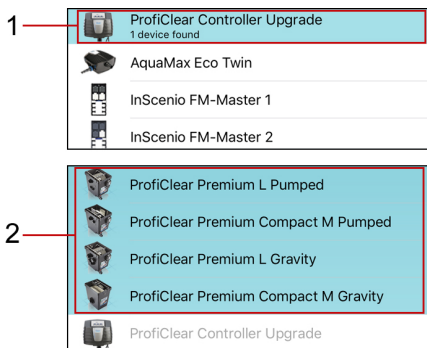 1
ProfiClear Controller Upgrade
1 device found
AquaMax Eco Twin
InScenio FM-Master 1
InScenio FM-Master 2
2
ProfiClear Premium L Pumped
ProfiClear Premium Compact M Pumped
ProfiClear Premium L Gravity
ProfiClear Premium Compact M Gravity
ProfiClear Controller Upgrade